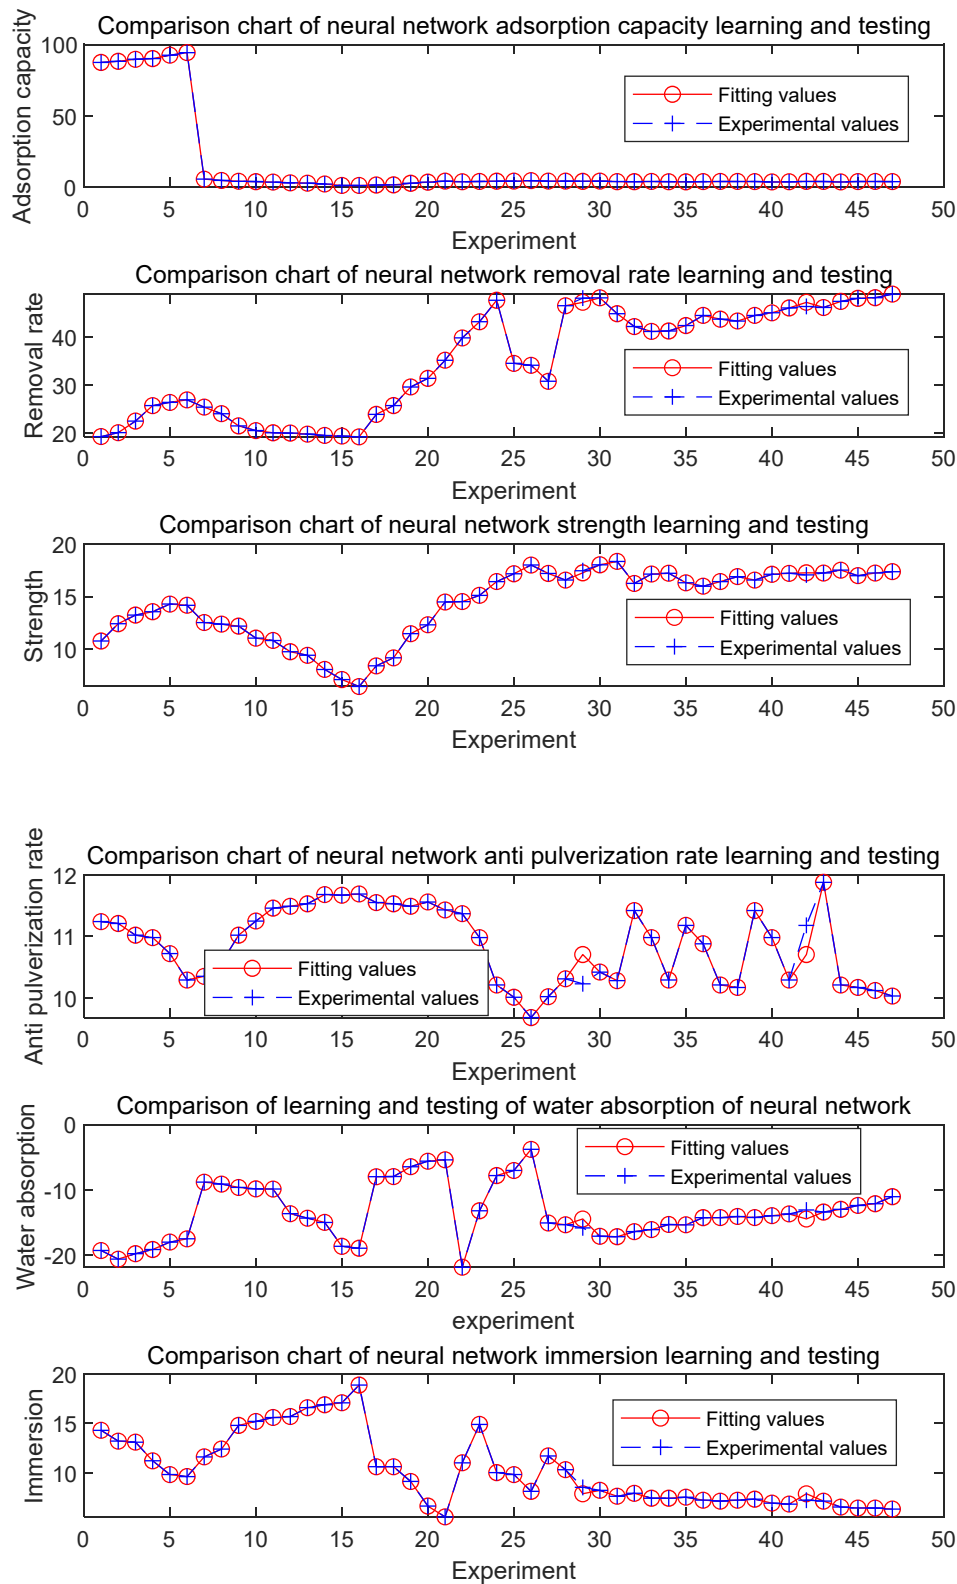 Comparison chart of neural network adsorption capacity learning and testing
Adsorption capacity
100
50
0
Fitting values
Experimental values
0 5 10 15 20 25 30 35 40 45 50
Experiment
Comparison chart of neural network removal rate learning and testing
Removal rate
40
30
20
Fitting values
Experimental values
0 5 10 15 20 25 30 35 40 45 50
Experiment
Comparison chart of neural network strength learning and testing
Strength
20
15
10
Fitting values
Experimental values
0 5 10 15 20 25 30 35 40 45 50
Experiment
Comparison chart of neural network anti pulverization rate learning and testing
Anti pulverization rate
12
11
10
Fitting values
Experimental values
0 5 10 15 20 25 30 35 40 45 50
Experiment
Comparison of learning and testing of water absorption of neural network
Water absorption
0
-10
-20
Fitting values
Experimental values
0 5 10 15 20 25 30 35 40 45 50
experiment
Comparison chart of neural network immersion learning and testing
Immersion
20
15
10
Fitting values
Experimental values
0 5 10 15 20 25 30 35 40 45 50
Experiment